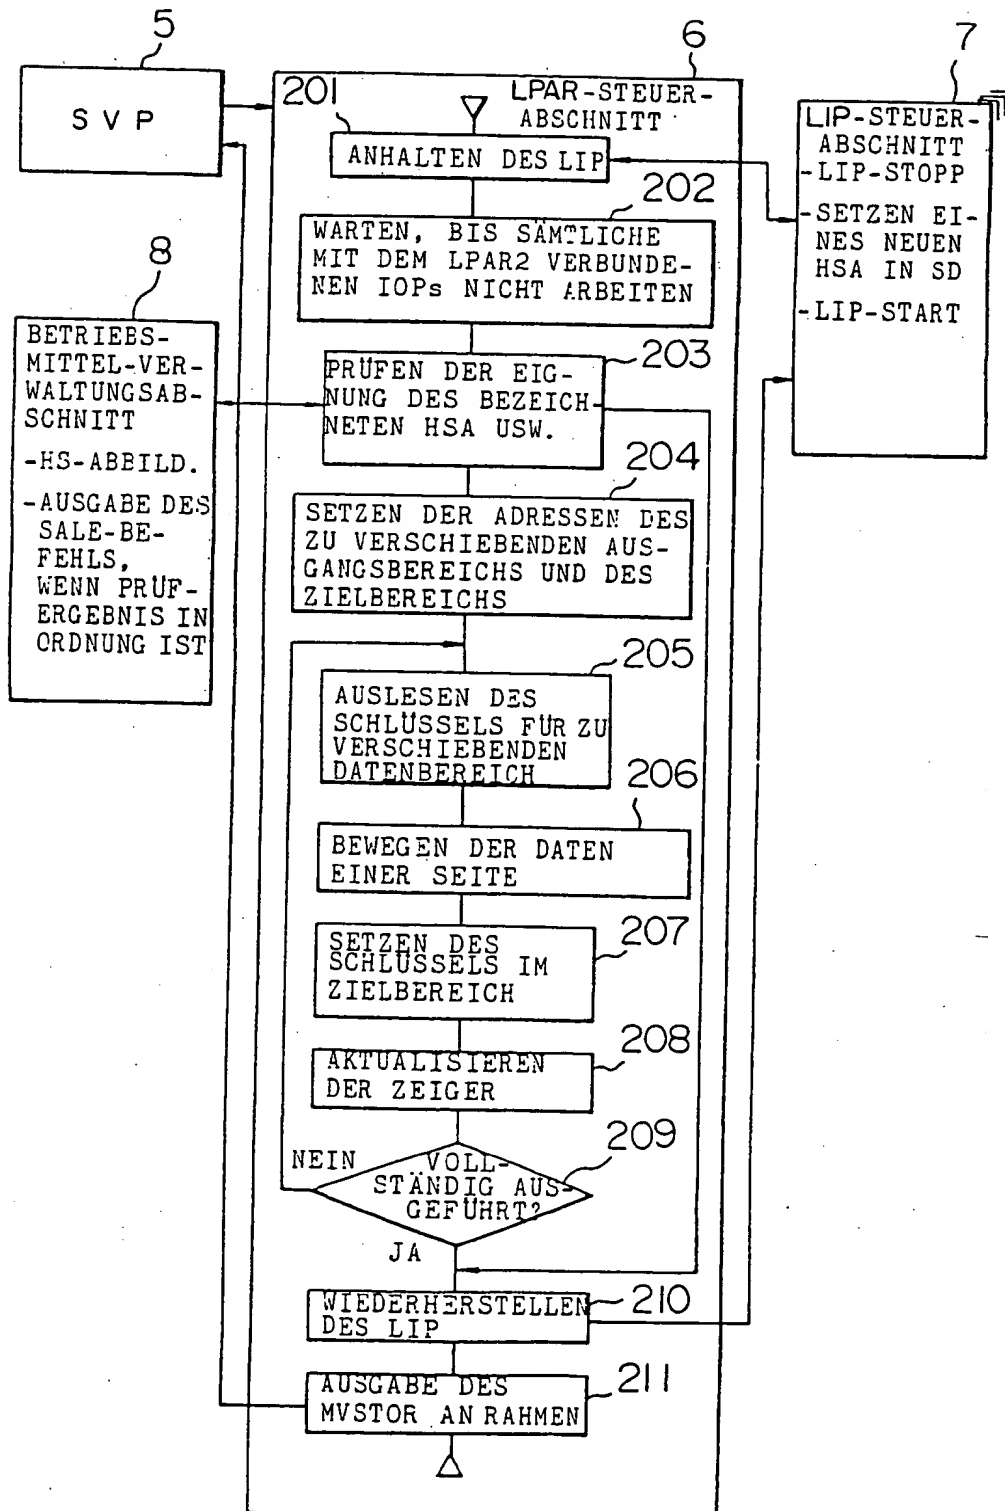 5
SVP
6
LPAR-STEUER-
ABSCHNITT
201
ANHALTEN DES LIP
202
WARTEN, BIS SÄMTLICHE
MIT DEM LPAR2 VERBUNDE-
NEN IOPs NICHT ARBEITEN
203
PRÜFEN DER EIG-
NUNG DES BEZEICH-
NETEN HSA USW.
204
SETZEN DER ADRESSEN DES
ZU VERSCHIEBENDEN AUS-
GANGSBEREICHS UND DES
ZIELBEREICHS
205
AUSLESEN DES
SCHLÜSSELS FÜR ZU
VERSCHIEBENDEN
DATENBEREICH
206
BEWEGEN DER DATEN
EINER SEITE
207
SETZEN DES
SCHLÜSSELS IM
ZIELBEREICH
208
AKTUALISIEREN
DER ZEIGER
209
VOLL-
STÄNDIG AUS-
GEFÜHRT?
NEIN
JA
210
WIEDERHERSTELLEN
DES LIP
211
AUSGABE DES
MVSTOR AN RAHMEN
7
LIP-STEUER-
ABSCHNITT
-LIP-STOPP
-SETZEN EI-
NES NEUEN
HSA IN SD
-LIP-START
8
BETRIEBS-
MITTEL-VER-
WALTUNGSAB-
SCHNITT
-HS-ABBILD.
-AUSGABE DES
SALE-BE-
FEHLS,
WENN PRÜF-
ERGEBNIS IN
ORDNUNG IST